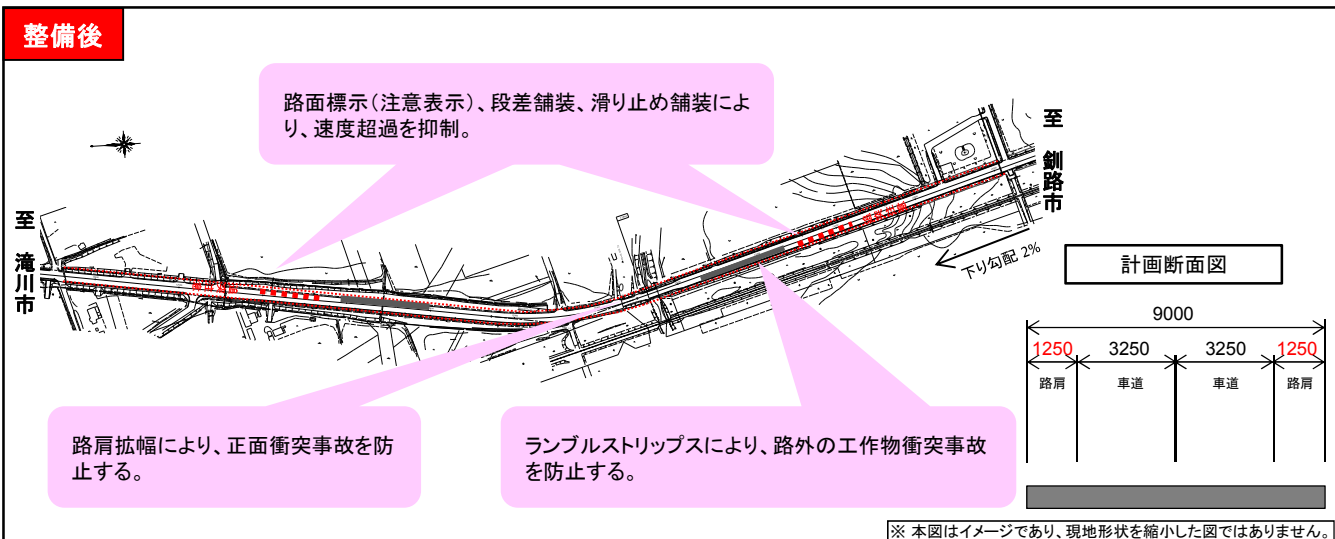 整備後
路面標示(注意表示)、段差舗装、滑り止め舗装によ
り、速度超過を抑制。
至 釧路市
至 滝川市
下り勾配 2%
計画断面図
9000
1250 3250 3250 1250
路肩 車道 車道 路肩
路肩拡幅により、正面衝突事故を防
止する。
ランブルストリップスにより、路外の工作物衝突事故
を防止する。
※ 本図はイメージであり、現地形状を縮小した図ではありません。